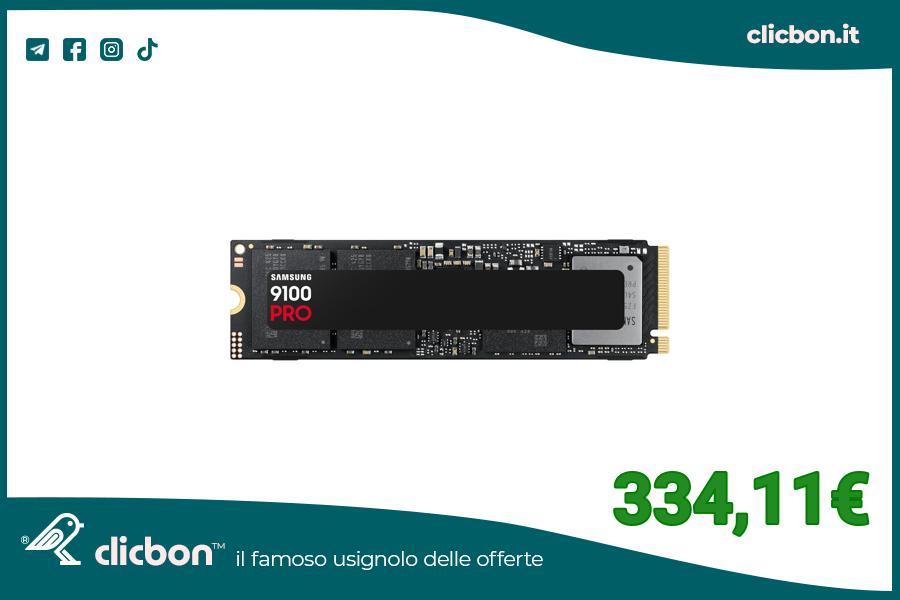 clicbon.it
SAMSUNG
9100
PRO
334,11€
® clicbon™ il famoso usignolo delle offerte